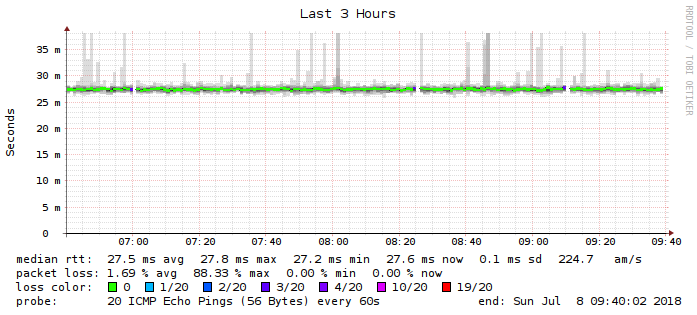 Last 3 Hours
RRDTOOL / TOBI OETIKER
Seconds
35 m
30 m
25 m
20 m
15 m
10 m
5 m
0
07:00 07:20 07:40 08:00 08:20 08:40 09:00 09:20 09:40
median rtt: 27.5 ms avg 27.8 ms max 27.2 ms min 27.6 ms now 0.1 ms sd 224.7 am/s
packet loss: 1.69 % avg 88.33 % max 0.00 % min 0.00 % now
loss color: 0 1/20 2/20 3/20 4/20 10/20 19/20
probe: 20 ICMP Echo Pings (56 Bytes) every 60s end: Sun Jul 8 09:40:02 2018